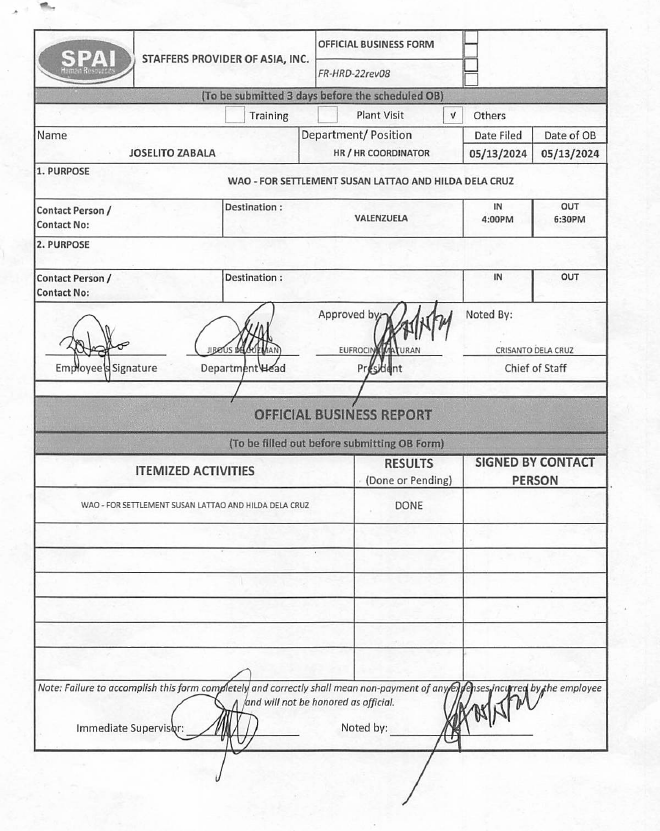 SPAI
Human Resources
STAFFERS PROVIDER OF ASIA, INC.
OFFICIAL BUSINESS FORM
FR-HRD-22rev08
(To be submitted 3 days before the scheduled OB)
Training
Plant Visit
√ Others
Name
JOSELITO ZABALA
Department/ Position
HR / HR COORDINATOR
Date Filed
05/13/2024
Date of OB
05/13/2024
1. PURPOSE
WAO - FOR SETTLEMENT SUSAN LATTAO AND HILDA DELA CRUZ
Contact Person /
Contact No:
Destination :
VALENZUELA
IN
4:00PM
OUT
6:30PM
2. PURPOSE
Contact Person /
Contact No:
Destination :
IN
OUT
Approved by:
Noted By:
EUFROCINA MATURAN
CRISANTO DELA CRUZ
Employee's Signature
Department Head
President
Chief of Staff
OFFICIAL BUSINESS REPORT
(To be filled out before submitting OB Form)
ITEMIZED ACTIVITIES
RESULTS
(Done or Pending)
SIGNED BY CONTACT
PERSON
WAO - FOR SETTLEMENT SUSAN LATTAO AND HILDA DELA CRUZ
DONE
Note: Failure to accomplish this form completely and correctly shall mean non-payment of any expenses incurred by the employee
and will not be honored as official.
Immediate Supervisor:
Noted by: